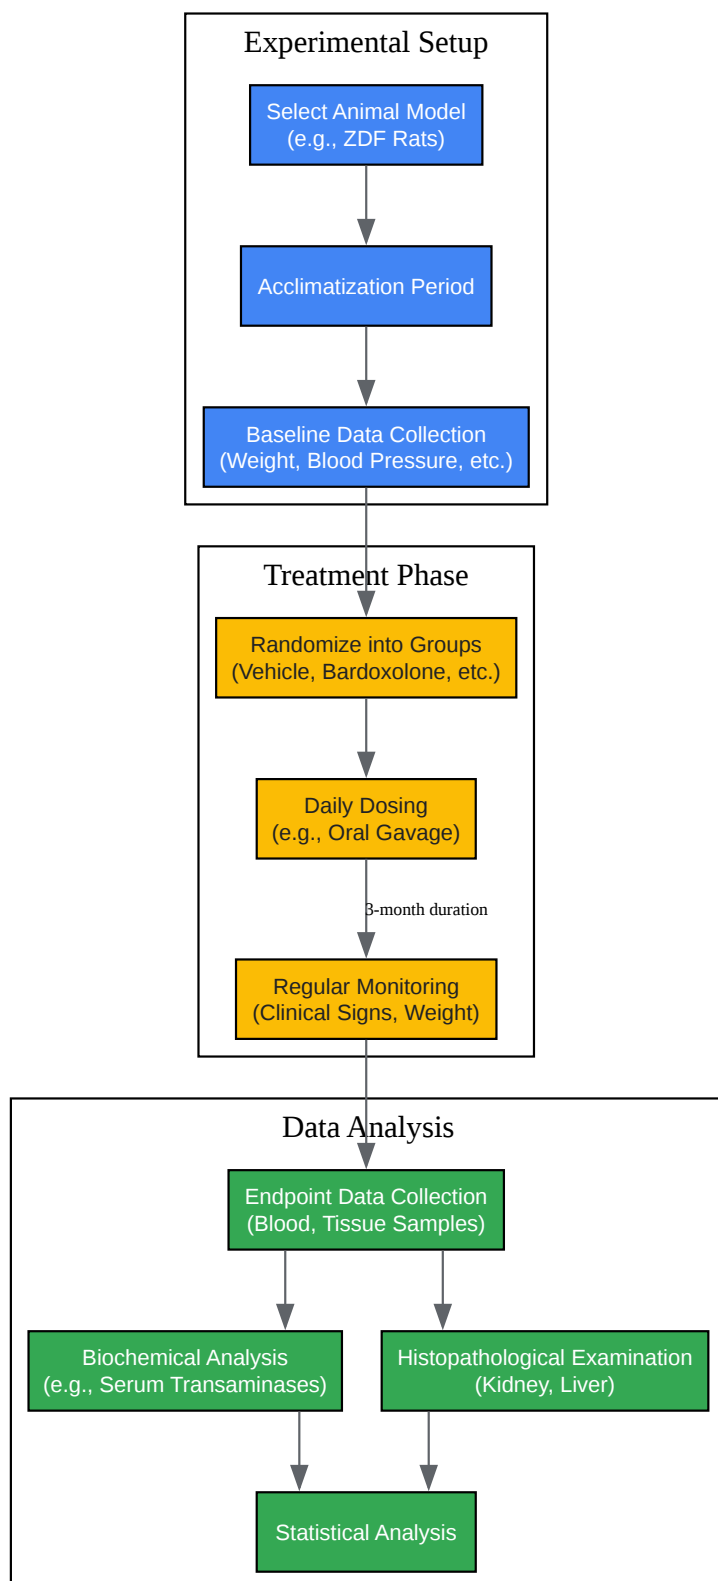 Experimental Setup
Select Animal Model
(e.g., ZDF Rats)
Acclimatization Period
Baseline Data Collection
(Weight, Blood Pressure, etc.)
Treatment Phase
Randomize into Groups
(Vehicle, Bardoxolone, etc.)
Daily Dosing
(e.g., Oral Gavage)
3-month duration
Regular Monitoring
(Clinical Signs, Weight)
Data Analysis
Endpoint Data Collection
(Blood, Tissue Samples)
Biochemical Analysis
(e.g., Serum Transaminases)
Histopathological Examination
(Kidney, Liver)
Statistical Analysis